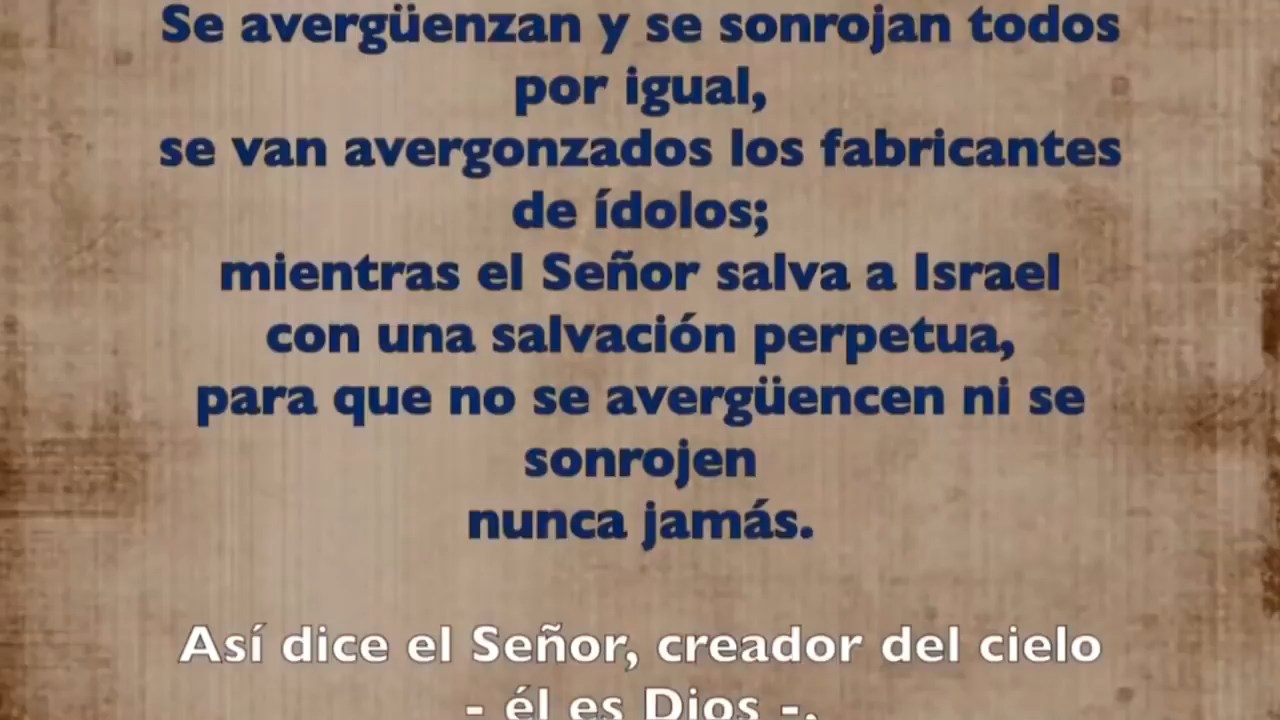 Se avergüenzan y se sonrojan todos
por igual,
se van avergonzados los fabricantes
de ídolos;
mientras el Señor salva a Israel
con una salvación perpetua,
para que no se avergüencen ni se
sonrojen
nunca jamás.
Así dice el Señor, creador del cielo
- él es Dios -,